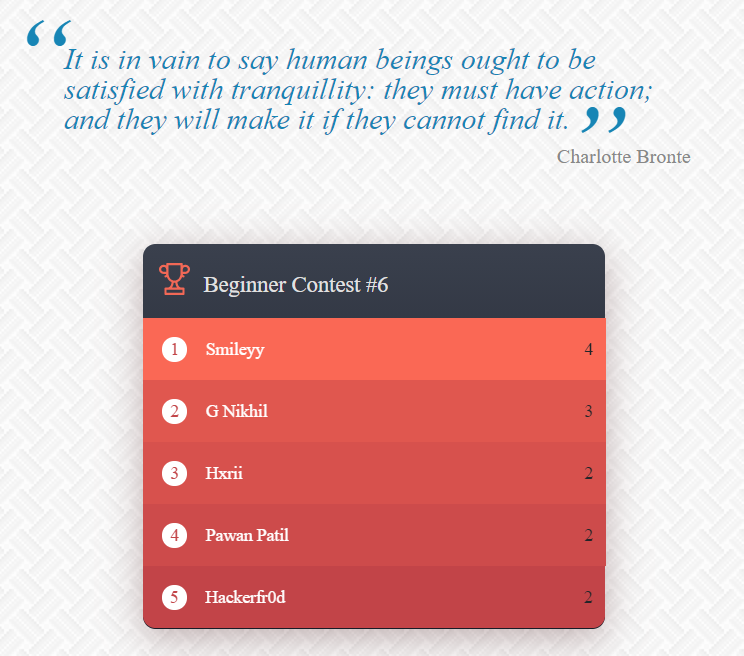 “It is in vain to say human beings ought to be
satisfied with tranquillity: they must have action;
and they will make it if they cannot find it.”
Charlotte Bronte
Beginner Contest #6
1 Smileyy 4
2 G Nikhil 3
3 Hxrii 2
4 Pawan Patil 2
5 Hackerfr0d 2